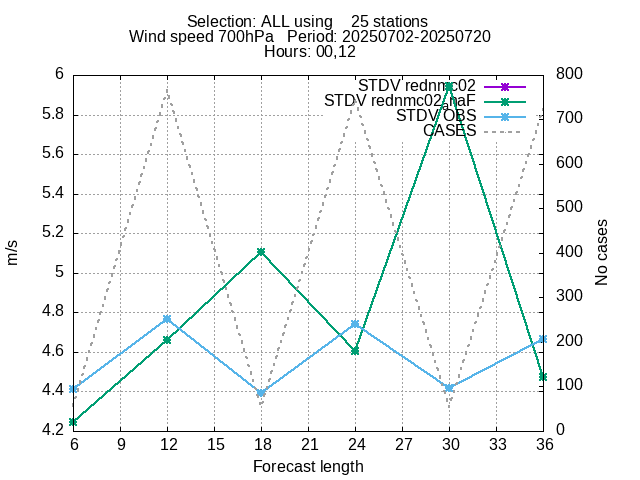 Selection: ALL using 25 stations
Wind speed 700hPa Period: 20250702-20250720
Hours: 00,12
STDV rednmc02
STDV rednmc02anaF
STDV OBS
CASES
6
5.8
5.6
5.4
5.2
5
4.8
4.6
4.4
4.2
800
700
600
500
400
300
200
100
0
m/s
No cases
6 9 12 15 18 21 24 27 30 33 36
Forecast length